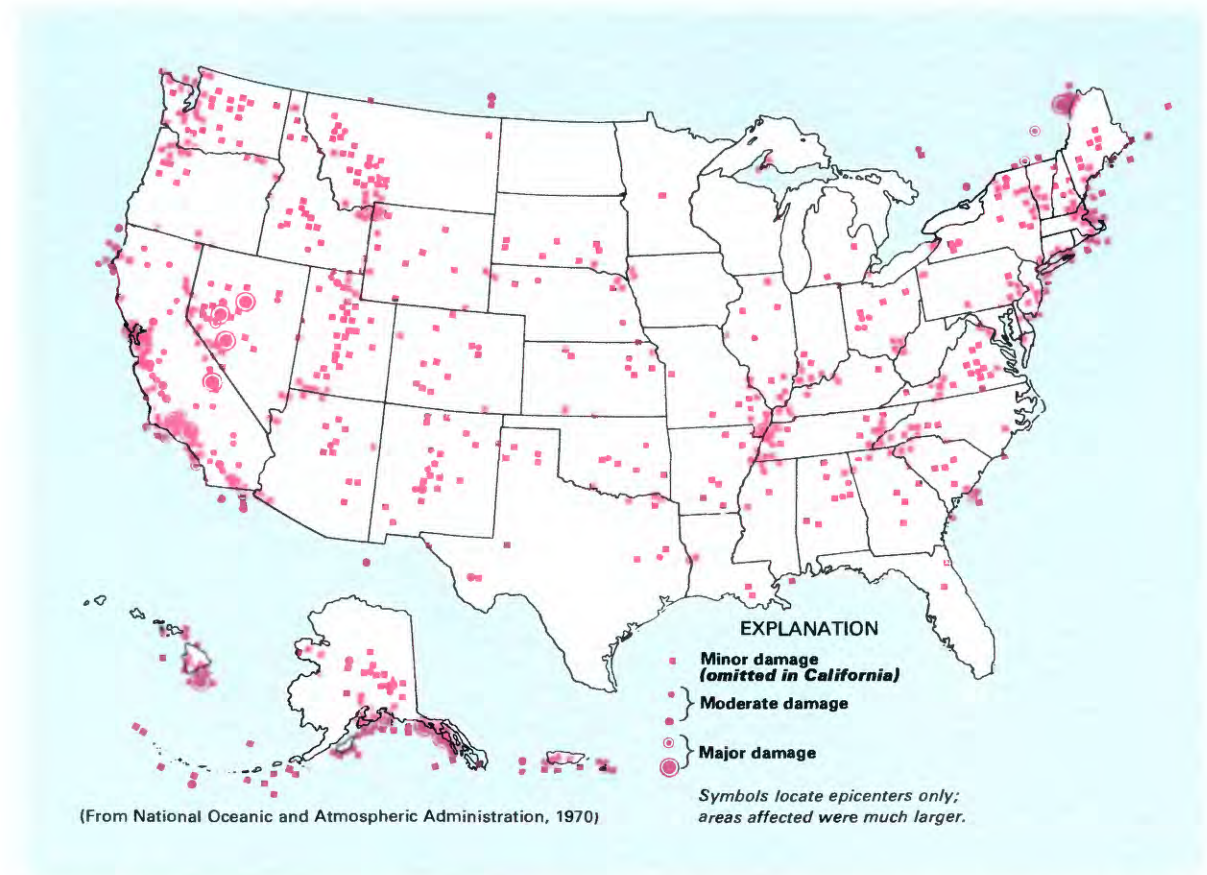 EXPLANATION
Minor damage
(omitted in California)
Moderate damage
Major damage
Symbols locate epicenters only;
areas affected were much larger.
(From National Oceanic and Atmospheric Administration, 1970)